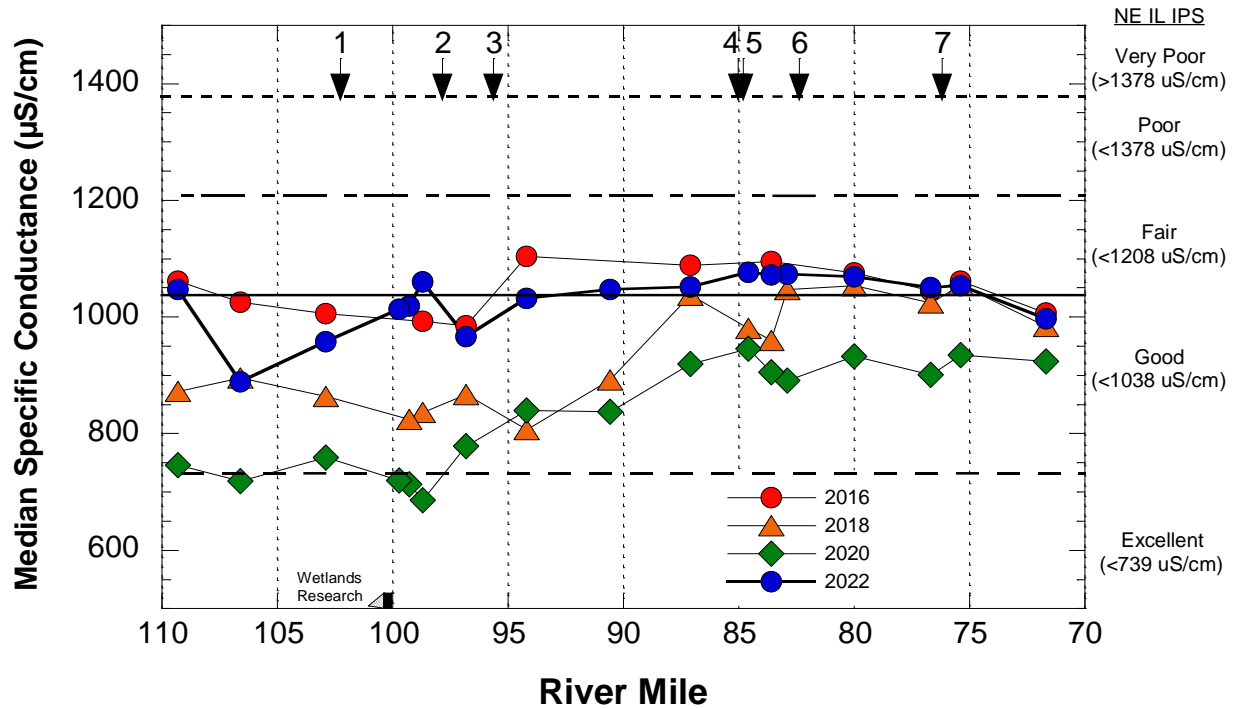 NE IL IPS
1 2 3 4 5 6 7
Very Poor
(>1378 uS/cm)
Poor
(<1378 uS/cm)
Fair
(<1208 uS/cm)
Good
(<1038 uS/cm)
Excellent
(<739 uS/cm)
Median Specific Conductance (µS/cm)
1400
1200
1000
800
600
2016
2018
2020
2022
Wetlands
Research
110 105 100 95 90 85 80 75 70
River Mile